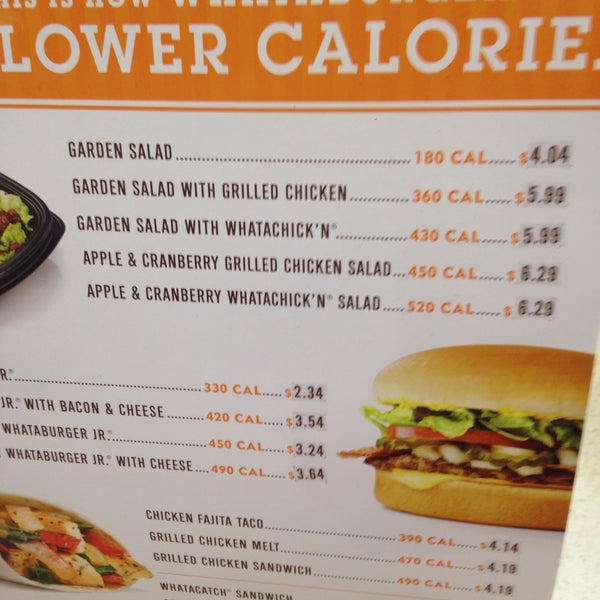 LOWER CALORIE
GARDEN SALAD........................ 180 CAL..... $4.04
GARDEN SALAD WITH GRILLED CHICKEN............ 360 CAL..... $5.99
GARDEN SALAD WITH WHATACHICK'N®............... 430 CAL..... $5.99
APPLE & CRANBERRY GRILLED CHICKEN SALAD... 450 CAL..... $6.29
APPLE & CRANBERRY WHATACHICK'N® SALAD..... 520 CAL..... $6.29
R.®........................ 330 CAL..... $2.34
JR.® WITH BACON & CHEESE......... 420 CAL..... $3.54
WHATABURGER JR.®................ 450 CAL..... $3.24
WHATABURGER JR.® WITH CHEESE.... 490 CAL..... $3.64
CHICKEN FAJITA TACO........................ 390 CAL..... $4.14
GRILLED CHICKEN MELT........................ 470 CAL..... $4.19
GRILLED CHICKEN SANDWICH.................. 490 CAL..... $4.19
WHATACATCH® SANDWICH